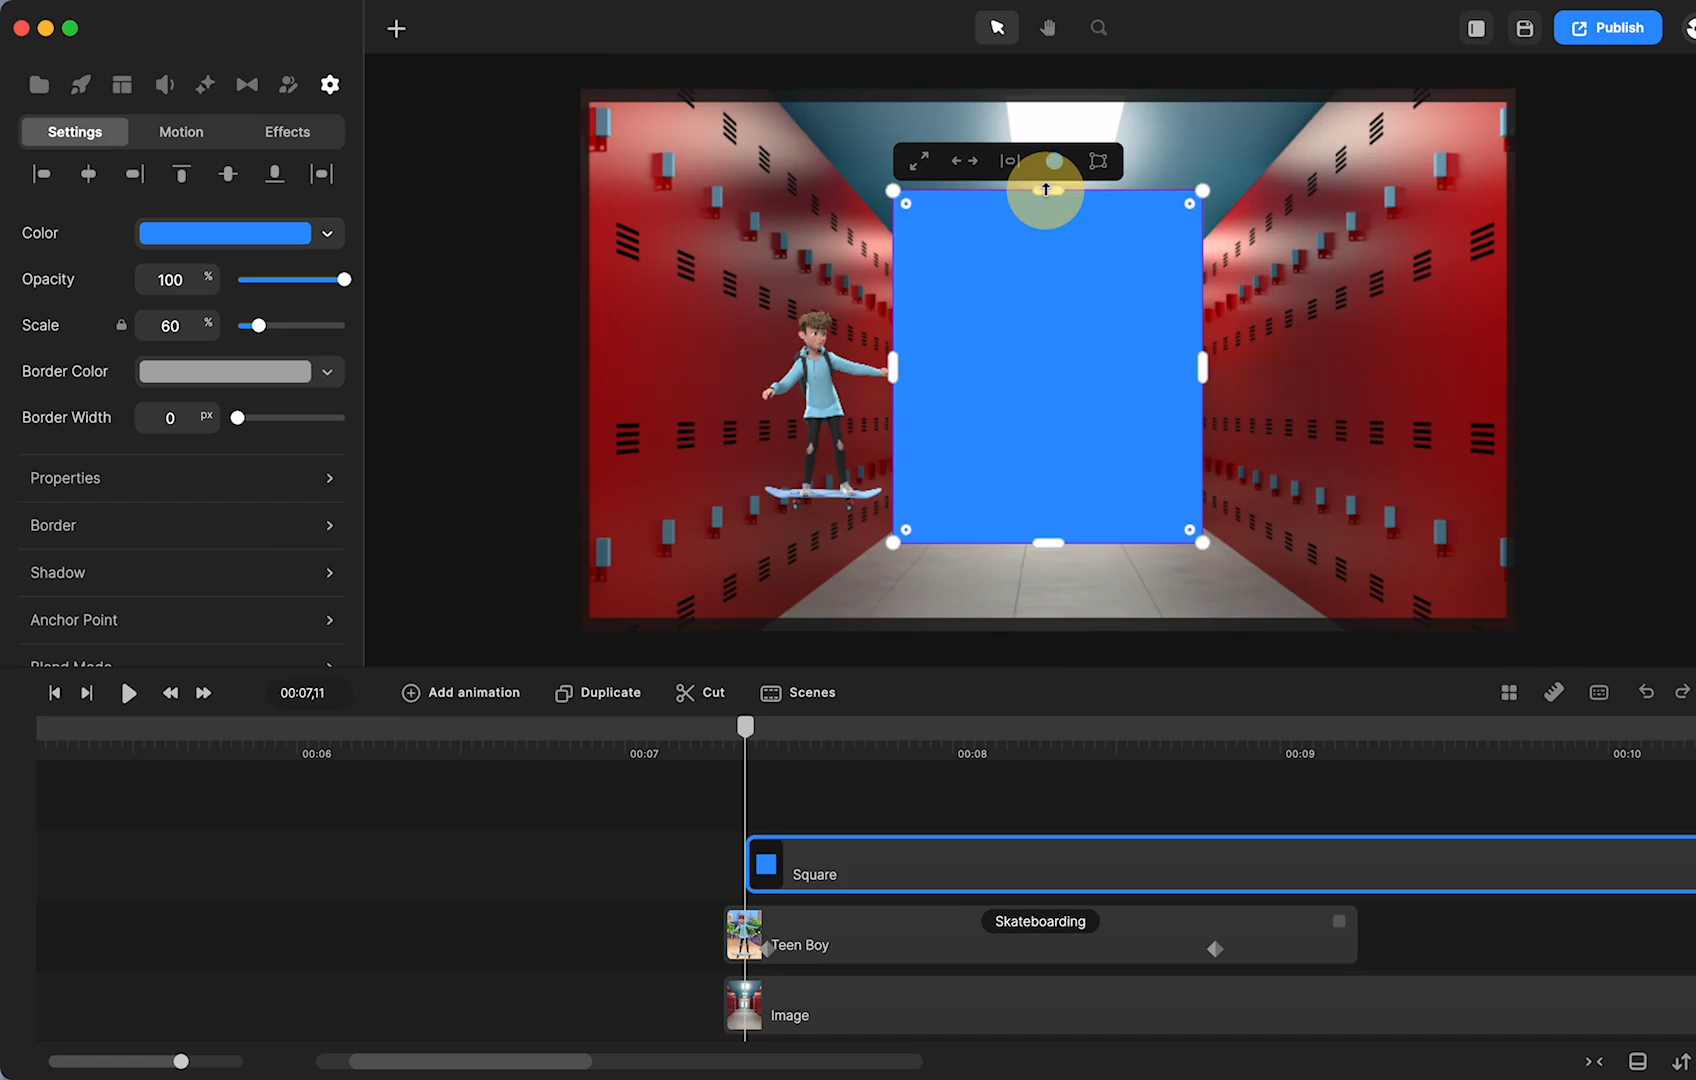 Publish
Settings
Motion
Effects
Color
Opacity
100 %
Scale
60 %
Border Color
Border Width
0 px
Properties
Border
Shadow
Anchor Point
Blend Mode
00:07,11
Add animation
Duplicate
Cut
Scenes
00:06
00:07
00:08
00:09
00:10
Square
Skateboarding
Teen Boy
Image